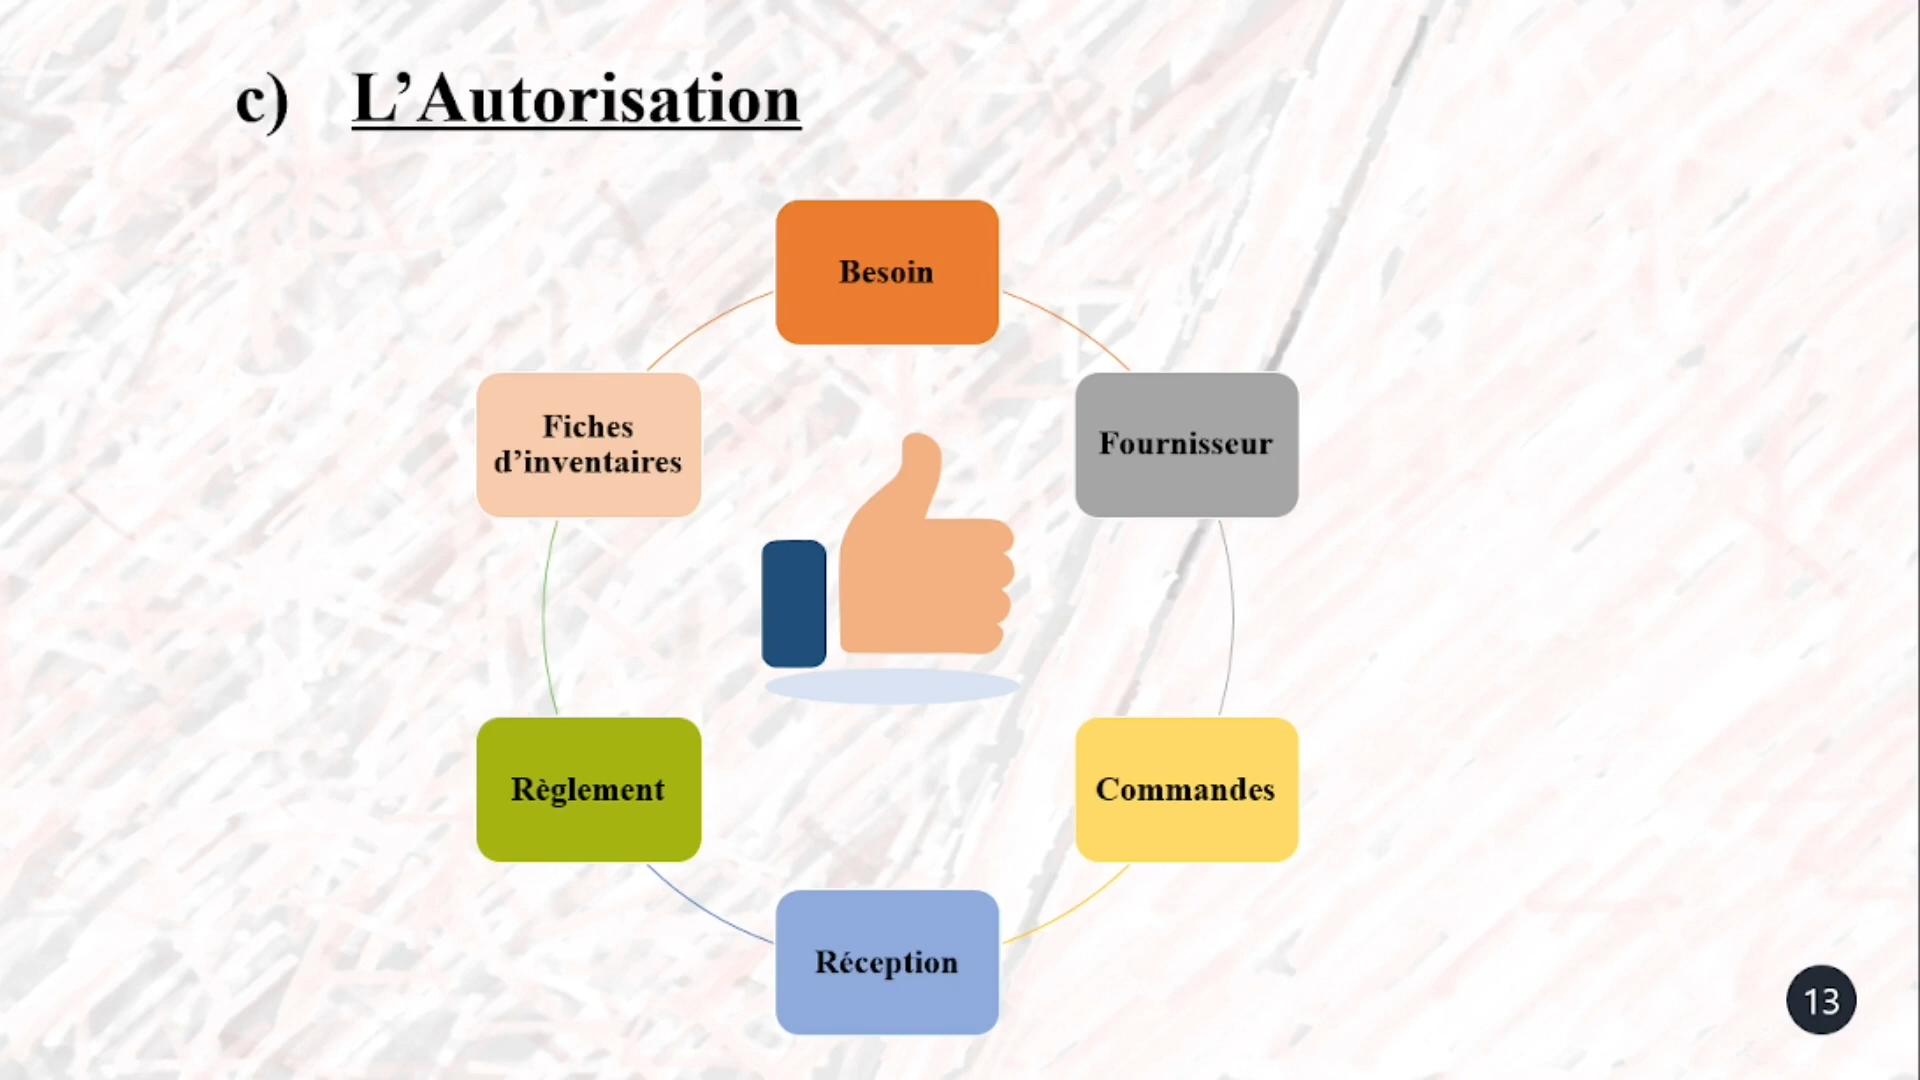 c) L’Autorisation
Besoin
Fournisseur
Commandes
Réception
Règlement
Fiches
d’inventaires
13